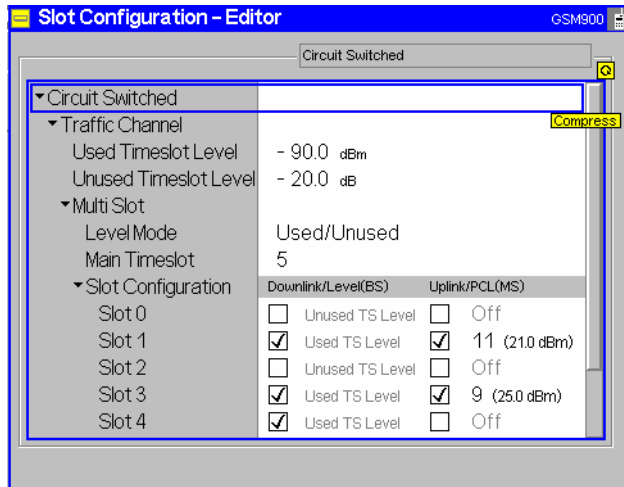 Slot Configuration – Editor GSM900
Circuit Switched
Circuit Switched
Compress
Traffic Channel
Used Timeslot Level - 90.0 dBm
Unused Timeslot Level - 20.0 dB
Multi Slot
Level Mode Used/Unused
Main Timeslot 5
Slot Configuration Downlink/Level(BS) Uplink/PCL(MS)
Slot 0 Unused TS Level Off
Slot 1 Used TS Level 11 (21.0 dBm)
Slot 2 Unused TS Level Off
Slot 3 Used TS Level 9 (25.0 dBm)
Slot 4 Used TS Level Off